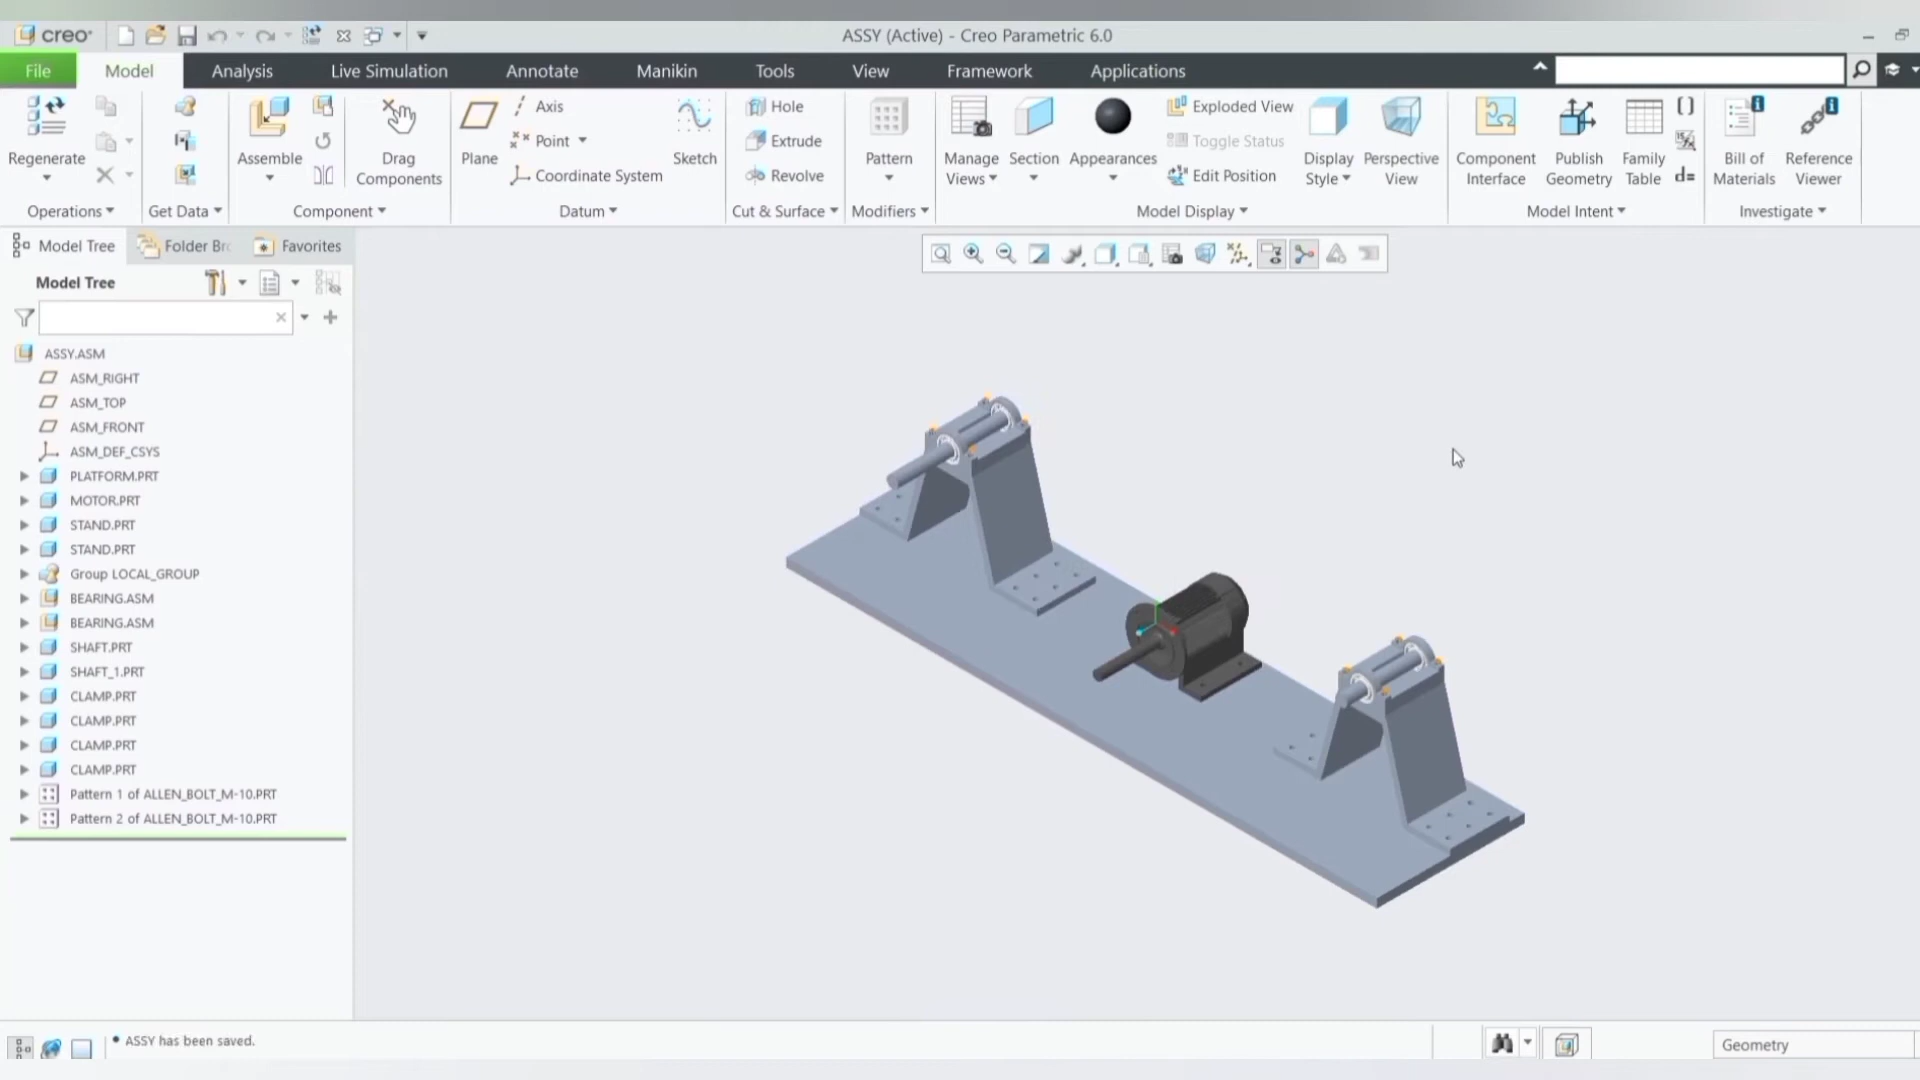 creo
ASSY (Active) - Creo Parametric 6.0
File Model Analysis Live Simulation Annotate Manikin Tools View Framework Applications
Regenerate
Operations
Get Data
Assemble
Drag
Components
Component
Plane
Axis
Point
Coordinate System
Sketch
Datum
Hole
Extrude
Revolve
Cut & Surface
Pattern
Modifiers
Manage
Views
Section
Appearances
Exploded View
Toggle Status
Edit Position
Display
Style
Perspective
View
Model Display
Component
Interface
Publish
Geometry
Family
Table
d=
Model Intent
Bill of
Materials
Reference
Viewer
Investigate
Model Tree Folder Br Favorites
Model Tree
ASSY.ASM
ASM_RIGHT
ASM_TOP
ASM_FRONT
ASM_DEF_CSYS
PLATFORM.PRT
MOTOR.PRT
STAND.PRT
STAND.PRT
Group LOCAL_GROUP
BEARING.ASM
BEARING.ASM
SHAFT.PRT
SHAFT_1.PRT
CLAMP.PRT
CLAMP.PRT
CLAMP.PRT
CLAMP.PRT
Pattern 1 of ALLEN_BOLT_M-10.PRT
Pattern 2 of ALLEN_BOLT_M-10.PRT
• ASSY has been saved.
Geometry